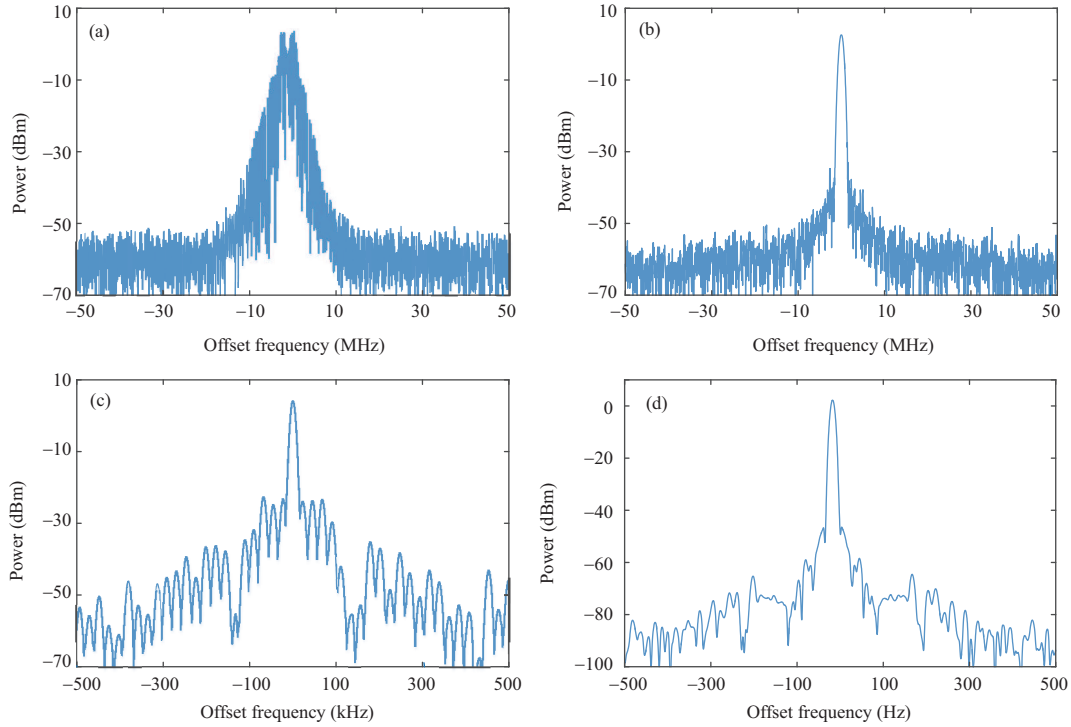 (a)
10
−10
−30
−50
−70
Power (dBm)
−50 −30 −10 10 30 50
Offset frequency (MHz)
(b)
10
−10
−30
−50
−70
Power (dBm)
−50 −30 −10 10 30 50
Offset frequency (MHz)
(c)
10
−10
−30
−50
−70
Power (dBm)
−500 −300 −100 100 300 500
Offset frequency (kHz)
(d)
0
−20
−40
−60
−80
−100
Power (dBm)
−500 −300 −100 100 300 500
Offset frequency (Hz)